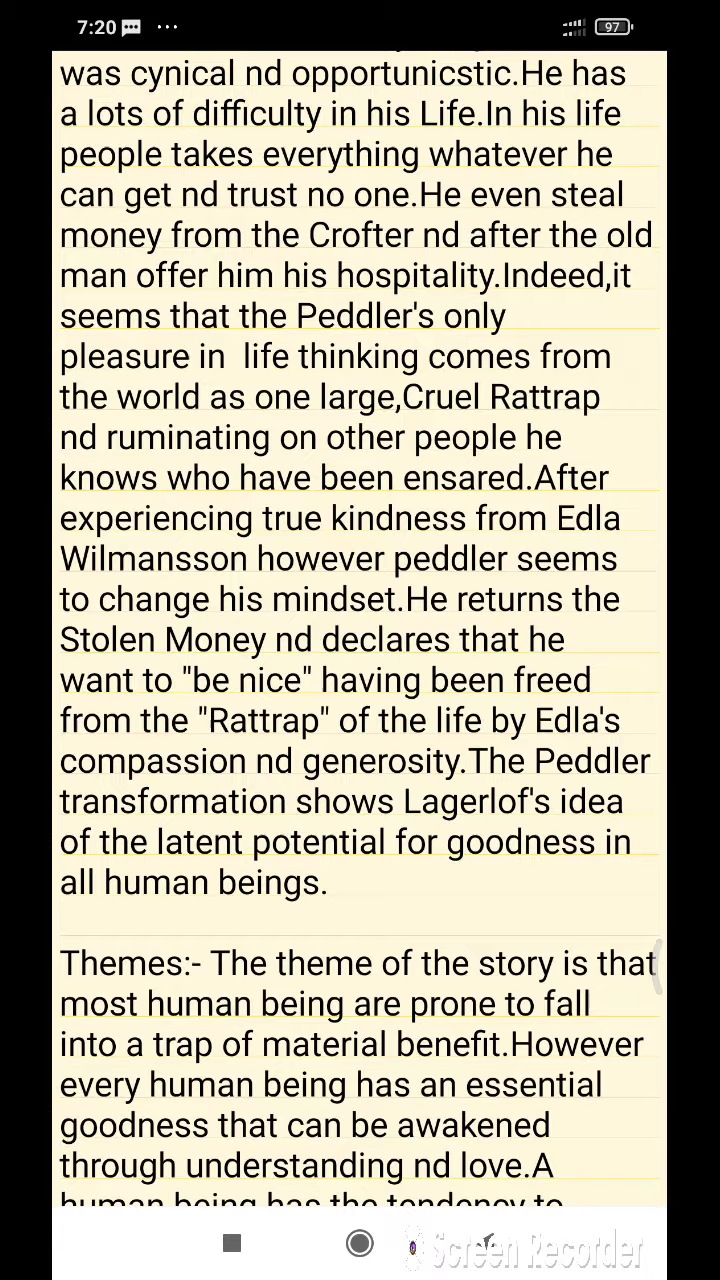 7:20 ...
97
was cynical nd opportunicstic.He has
a lots of difficulty in his Life.In his life
people takes everything whatever he
can get nd trust no one.He even steal
money from the Crofter nd after the old
man offer him his hospitality.Indeed,it
seems that the Peddler's only
pleasure in  life thinking comes from
the world as one large,Cruel Rattrap
nd ruminating on other people he
knows who have been ensared.After
experiencing true kindness from Edla
Wilmansson however peddler seems
to change his mindset.He returns the
Stolen Money nd declares that he
want to "be nice" having been freed
from the "Rattrap" of the life by Edla's
compassion nd generosity.The Peddler
transformation shows Lagerlof's idea
of the latent potential for goodness in
all human beings.
Themes:- The theme of the story is that
most human being are prone to fall
into a trap of material benefit.However
every human being has an essential
goodness that can be awakened
through understanding nd love.A
human being has the tendency to
Screen Recorder